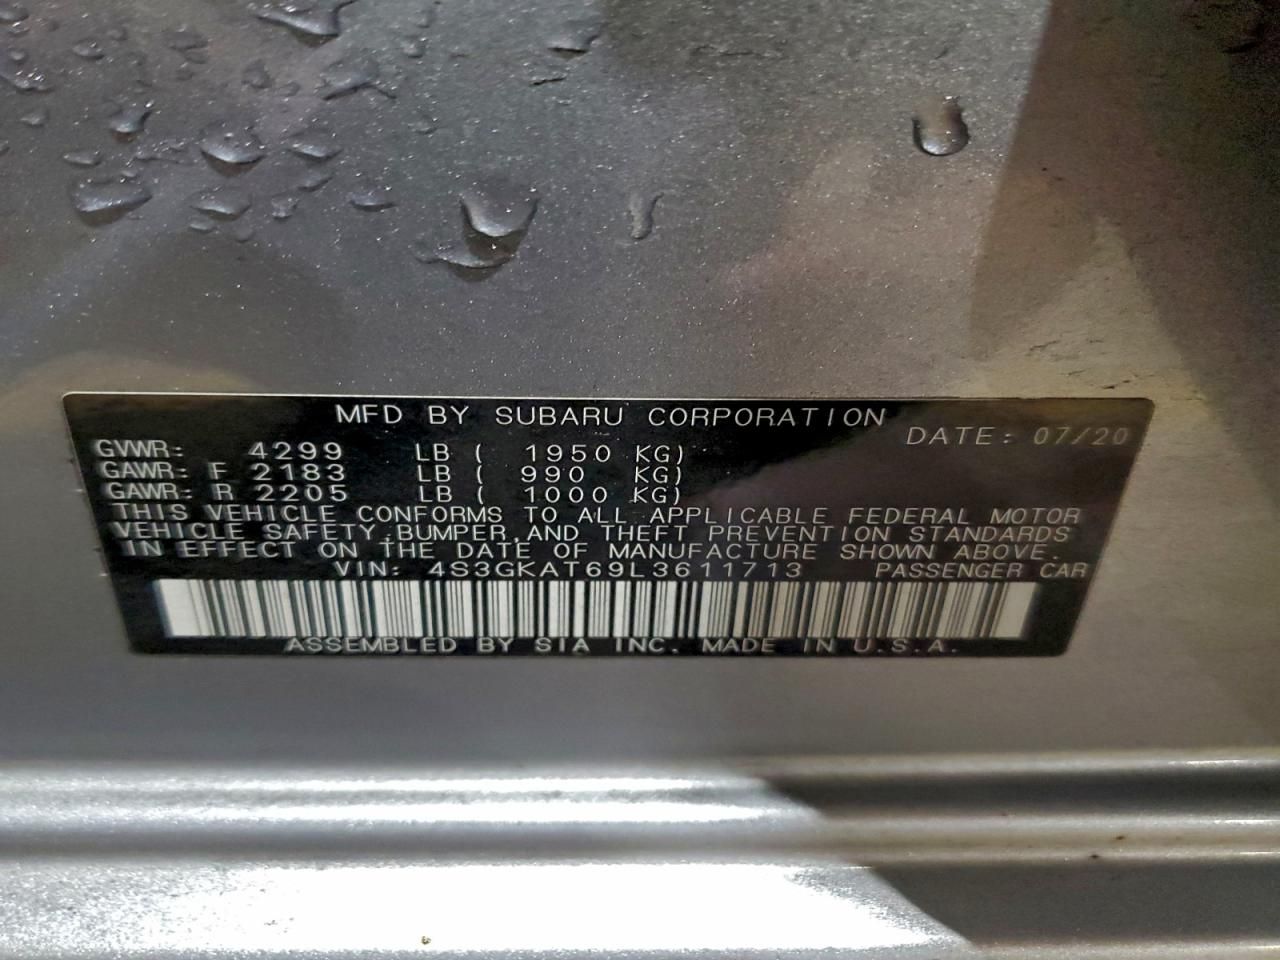 MFD BY SUBARU CORPORATION
DATE: 07/20
GVWR: 4299 LB ( 1950 KG)
GAWR: F 2183 LB ( 990 KG)
GAWR: R 2205 LB ( 1000 KG)
THIS VEHICLE CONFORMS TO ALL APPLICABLE FEDERAL MOTOR
VEHICLE SAFETY,BUMPER,AND THEFT PREVENTION STANDARDS
IN EFFECT ON THE DATE OF MANUFACTURE SHOWN ABOVE.
VIN: 4S3GKAT69L3611713 PASSENGER CAR
ASSEMBLED BY SIA INC. MADE IN U.S.A.